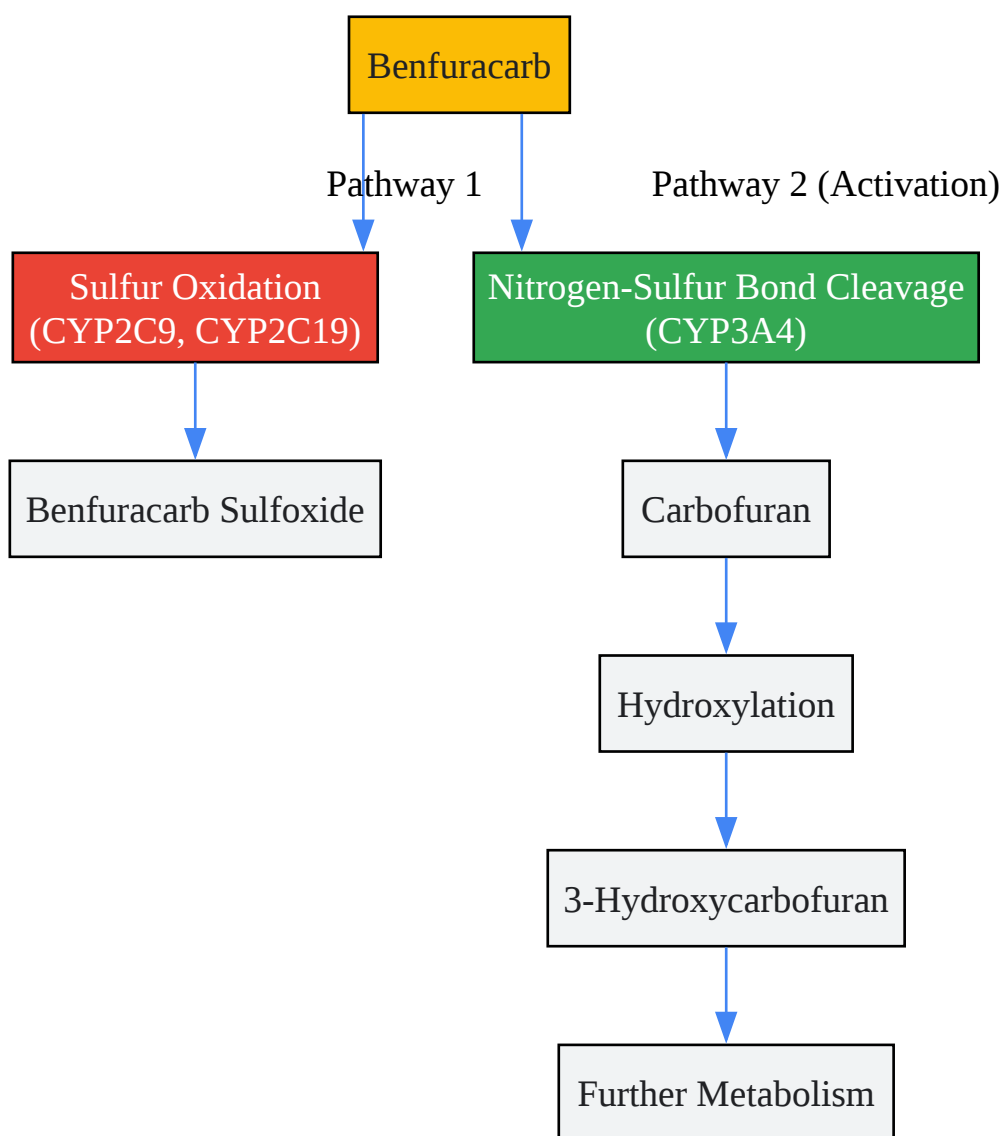 Benfuracarb
Pathway 1
Pathway 2 (Activation)
Sulfur Oxidation
(CYP2C9, CYP2C19)
Nitrogen-Sulfur Bond Cleavage
(CYP3A4)
Benfuracarb Sulfoxide
Carbofuran
Hydroxylation
3-Hydroxycarbofuran
Further Metabolism